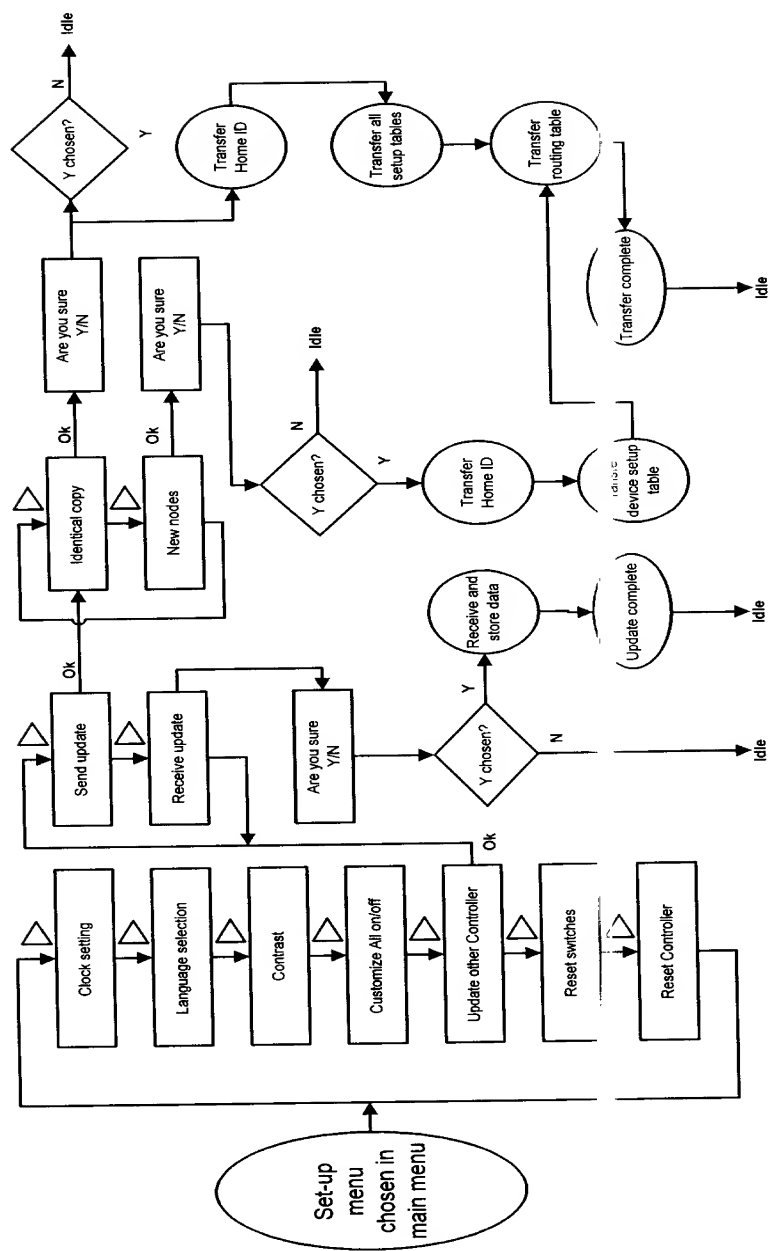 Set-up
menu
chosen in
main menu
Clock setting
Language selection
Contrast
Customize All on/off
Update other Controller
Ok
Reset switches
Reset Controller
Send update
Ok
Receive update
Are you sure
Y/N
Y chosen?
Y
N
Idle
Receive and
store data
Update complete
Idle
Identical copy
Ok
New nodes
Ok
Are you sure
Y/N
Are you sure
Y/N
Y chosen?
N
Idle
Y
Transfer
Home ID
device setup
table
Y chosen?
N
Idle
Y
Transfer
Home ID
Transfer all
setup tables
Transfer
routing table
Transfer complete
Idle